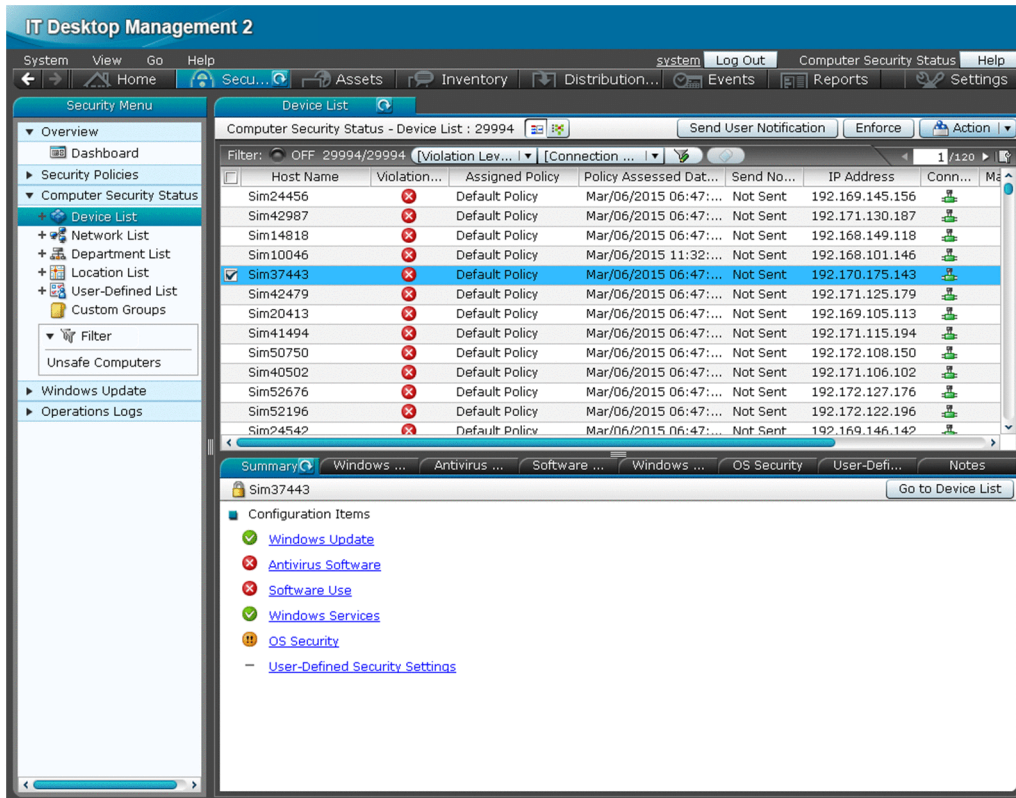 IT Desktop Management 2
System View Go Help system Log Out Computer Security Status Help
Home Secu... Assets Inventory Distribution... Events Reports Settings
Security Menu
Overview
Dashboard
Security Policies
Computer Security Status
Device List
Network List
Department List
Location List
User-Defined List
Custom Groups
Filter
Unsafe Computers
Windows Update
Operations Logs
Device List
Computer Security Status - Device List : 29994 Send User Notification Enforce Action
Filter: OFF 29994/29994 [Violation Lev... [Connection ... 1 /120
Host Name Violation... Assigned Policy Policy Assessed Dat... Send No... IP Address Conn... Ma
Sim24456 Default Policy Mar/06/2015 06:47:... Not Sent 192.169.145.156
Sim42987 Default Policy Mar/06/2015 06:47:... Not Sent 192.171.130.187
Sim14818 Default Policy Mar/06/2015 06:47:... Not Sent 192.168.149.118
Sim10046 Default Policy Mar/06/2015 11:32:... Not Sent 192.168.101.146
Sim37443 Default Policy Mar/06/2015 06:47:... Not Sent 192.170.175.143
Sim42479 Default Policy Mar/06/2015 06:47:... Not Sent 192.171.125.179
Sim20413 Default Policy Mar/06/2015 06:47:... Not Sent 192.169.105.113
Sim41494 Default Policy Mar/06/2015 06:47:... Not Sent 192.171.115.194
Sim50750 Default Policy Mar/06/2015 06:47:... Not Sent 192.172.108.150
Sim40502 Default Policy Mar/06/2015 06:47:... Not Sent 192.171.106.102
Sim52676 Default Policy Mar/06/2015 06:47:... Not Sent 192.172.127.176
Sim52196 Default Policy Mar/06/2015 06:47:... Not Sent 192.172.122.196
Sim24542 Default Policy Mar/06/2015 06:47:... Not Sent 192.169.146.142
Summary Windows ... Antivirus ... Software ... Windows ... OS Security User-Defi... Notes
Sim37443 Go to Device List
Configuration Items
Windows Update
Antivirus Software
Software Use
Windows Services
OS Security
User-Defined Security Settings